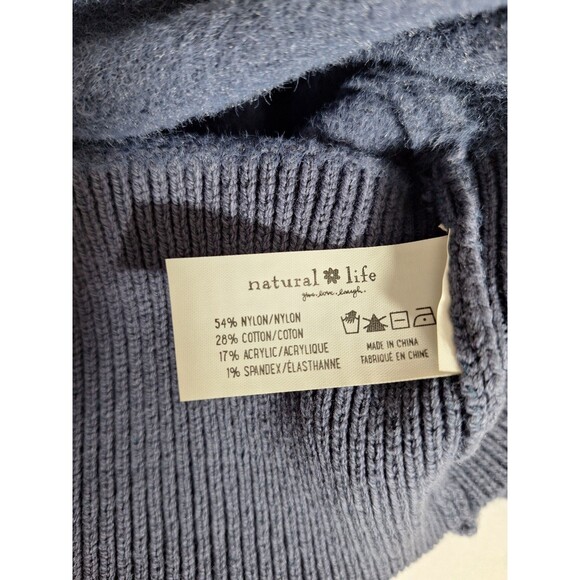 natural life
give. love. laugh.
54% NYLON/NYLON
28% COTTON/COTON
17% ACRYLIC/ACRYLIQUE
1% SPANDEX/ÉLASTHANNE
MADE IN CHINA
FABRIQUÉ EN CHINE